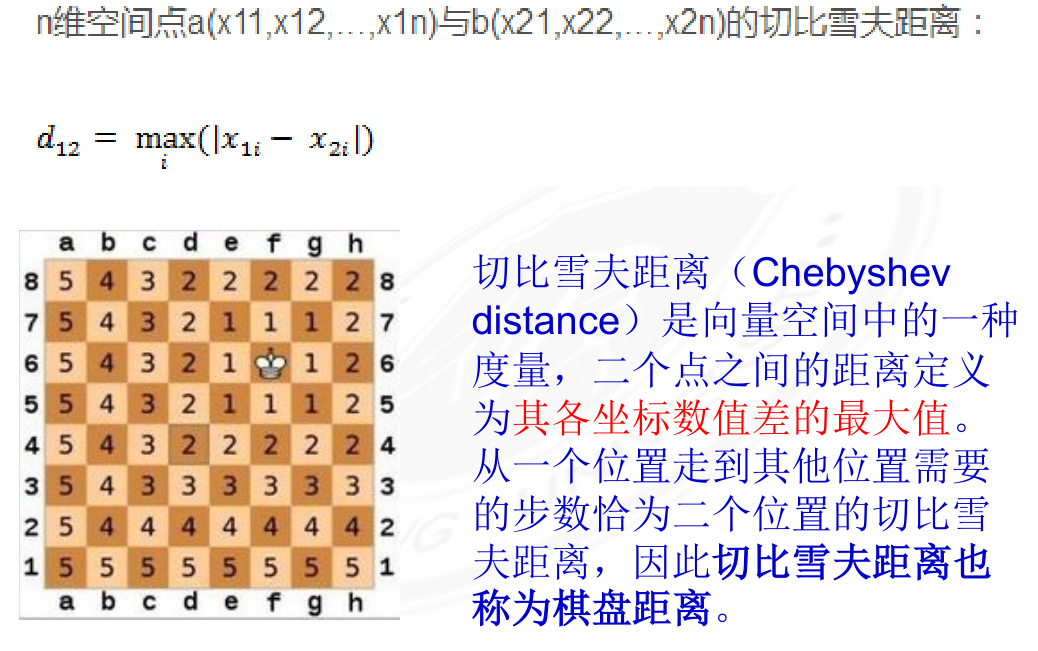 n维空间点a(x11,x12,…,x1n)与b(x21,x22,…,x2n)的切比雪夫距离：
d₁₂ = max(|x₁ᵢ − x₂ᵢ|)
i
a b c d e f g h
8 5 4 3 2 2 2 2 2 8
7 5 4 3 2 1 1 1 2 7
6 5 4 3 2 1 1 2 6
5 5 4 3 2 1 1 1 2 5
4 5 4 3 2 2 2 2 2 4
3 5 4 3 3 3 3 3 3 3
2 5 4 4 4 4 4 4 4 2
1 5 5 5 5 5 5 5 5 1
a b c d e f g h
切比雪夫距离（Chebyshev
distance）是向量空间中的一种
度量，二个点之间的距离定义
为其各坐标数值差的最大值。
从一个位置走到其他位置需要
的步数恰为二个位置的切比雪
夫距离，因此切比雪夫距离也
称为棋盘距离。